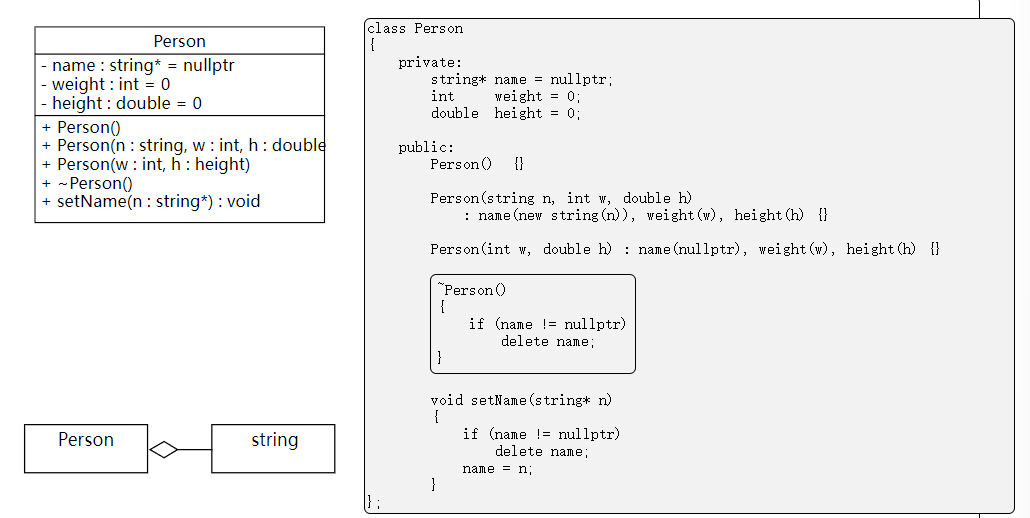 Person
- name : string* = nullptr
- weight : int = 0
- height : double = 0
+ Person()
+ Person(n : string, w : int, h : double
+ Person(w : int, h : height)
+ ~Person()
+ setName(n : string*) : void
Person
string
class Person
{
    private:
        string* name = nullptr;
        int     weight = 0;
        double  height = 0;
    public:
        Person()  {}
        Person(string n, int w, double h)
            : name(new string(n)), weight(w), height(h)  {}
        Person(int w, double h) : name(nullptr), weight(w), height(h)  {}
        ~Person()
        {
            if (name != nullptr)
                delete name;
        }
        void setName(string* n)
        {
            if (name != nullptr)
                delete name;
            name = n;
        }
};